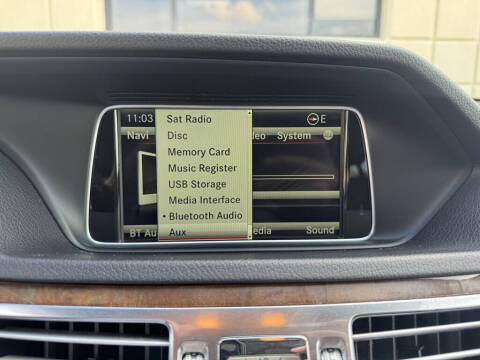 11:03 Sat Radio E
Navi Disc System
Memory Card
Music Register
USB Storage
Media Interface
• Bluetooth Audio
BT Au Aux edia Sound